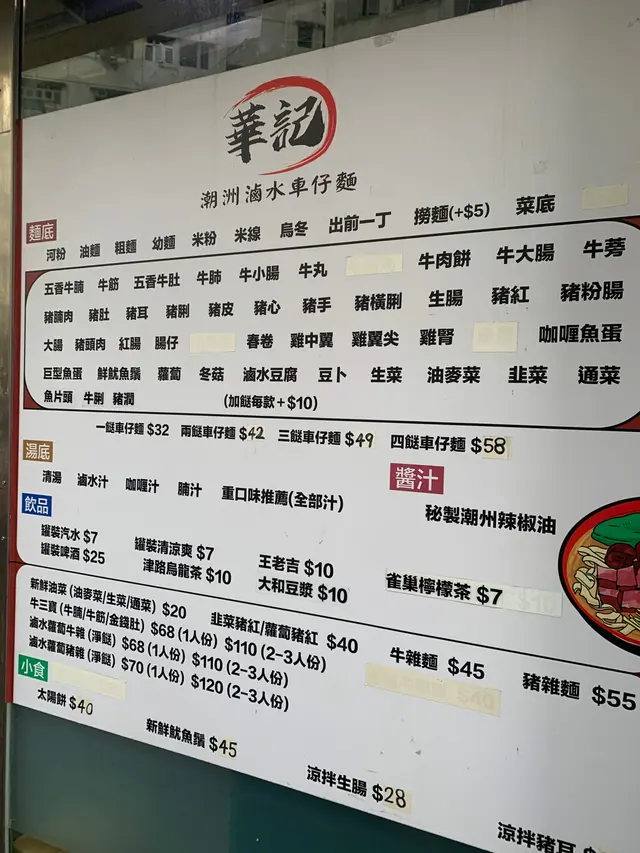 華記
潮洲滷水車仔麵
麵底
河粉 油麵 粗麵 幼麵 米粉 米線 烏冬 出前一丁 撈麵(+$5) 菜底
五香牛腩 牛筋 五香牛肚 牛肺 牛小腸 牛丸 牛肉餅 牛大腸 牛蒡
豬腩肉 豬肚 豬耳 豬脷 豬皮 豬心 豬手 豬橫脷 生腸 豬紅 豬粉腸
大腸 豬頭肉 紅腸 腸仔 春卷 雞中翼 雞翼尖 雞腎 咖喱魚蛋
巨型魚蛋 鮮魷魚鬚 蘿蔔 冬菇 滷水豆腐 豆卜 生菜 油麥菜 韭菜 通菜
魚片頭 牛脷 豬潤 (加餸每款+$10)
一餸車仔麵 $32 兩餸車仔麵 $42 三餸車仔麵 $49 四餸車仔麵 $58
湯底
清湯 滷水汁 咖喱汁 腩汁 重口味推薦(全部汁)
醬汁
秘製潮州辣椒油
飲品
罐裝汽水 $7 罐裝清涼爽 $7 王老吉 $10
罐裝啤酒 $25 津路烏龍茶 $10 大和豆漿 $10 雀巢檸檬茶 $7
新鮮油菜 (油麥菜/生菜/通菜) $20 韭菜豬紅/蘿蔔豬紅 $40
牛三寶 (牛腩/牛筋/金錢肚) $68 (1人份) $110 (2-3人份) 牛雜麵 $45 豬雜麵 $55
滷水蘿蔔牛雜 (淨餸) $68 (1人份) $110 (2-3人份)
滷水蘿蔔豬雜 (淨餸) $70 (1人份) $120 (2-3人份)
小食
太陽餅 $40 新鮮魷魚鬚 $45 涼拌生腸 $28 涼拌豬耳